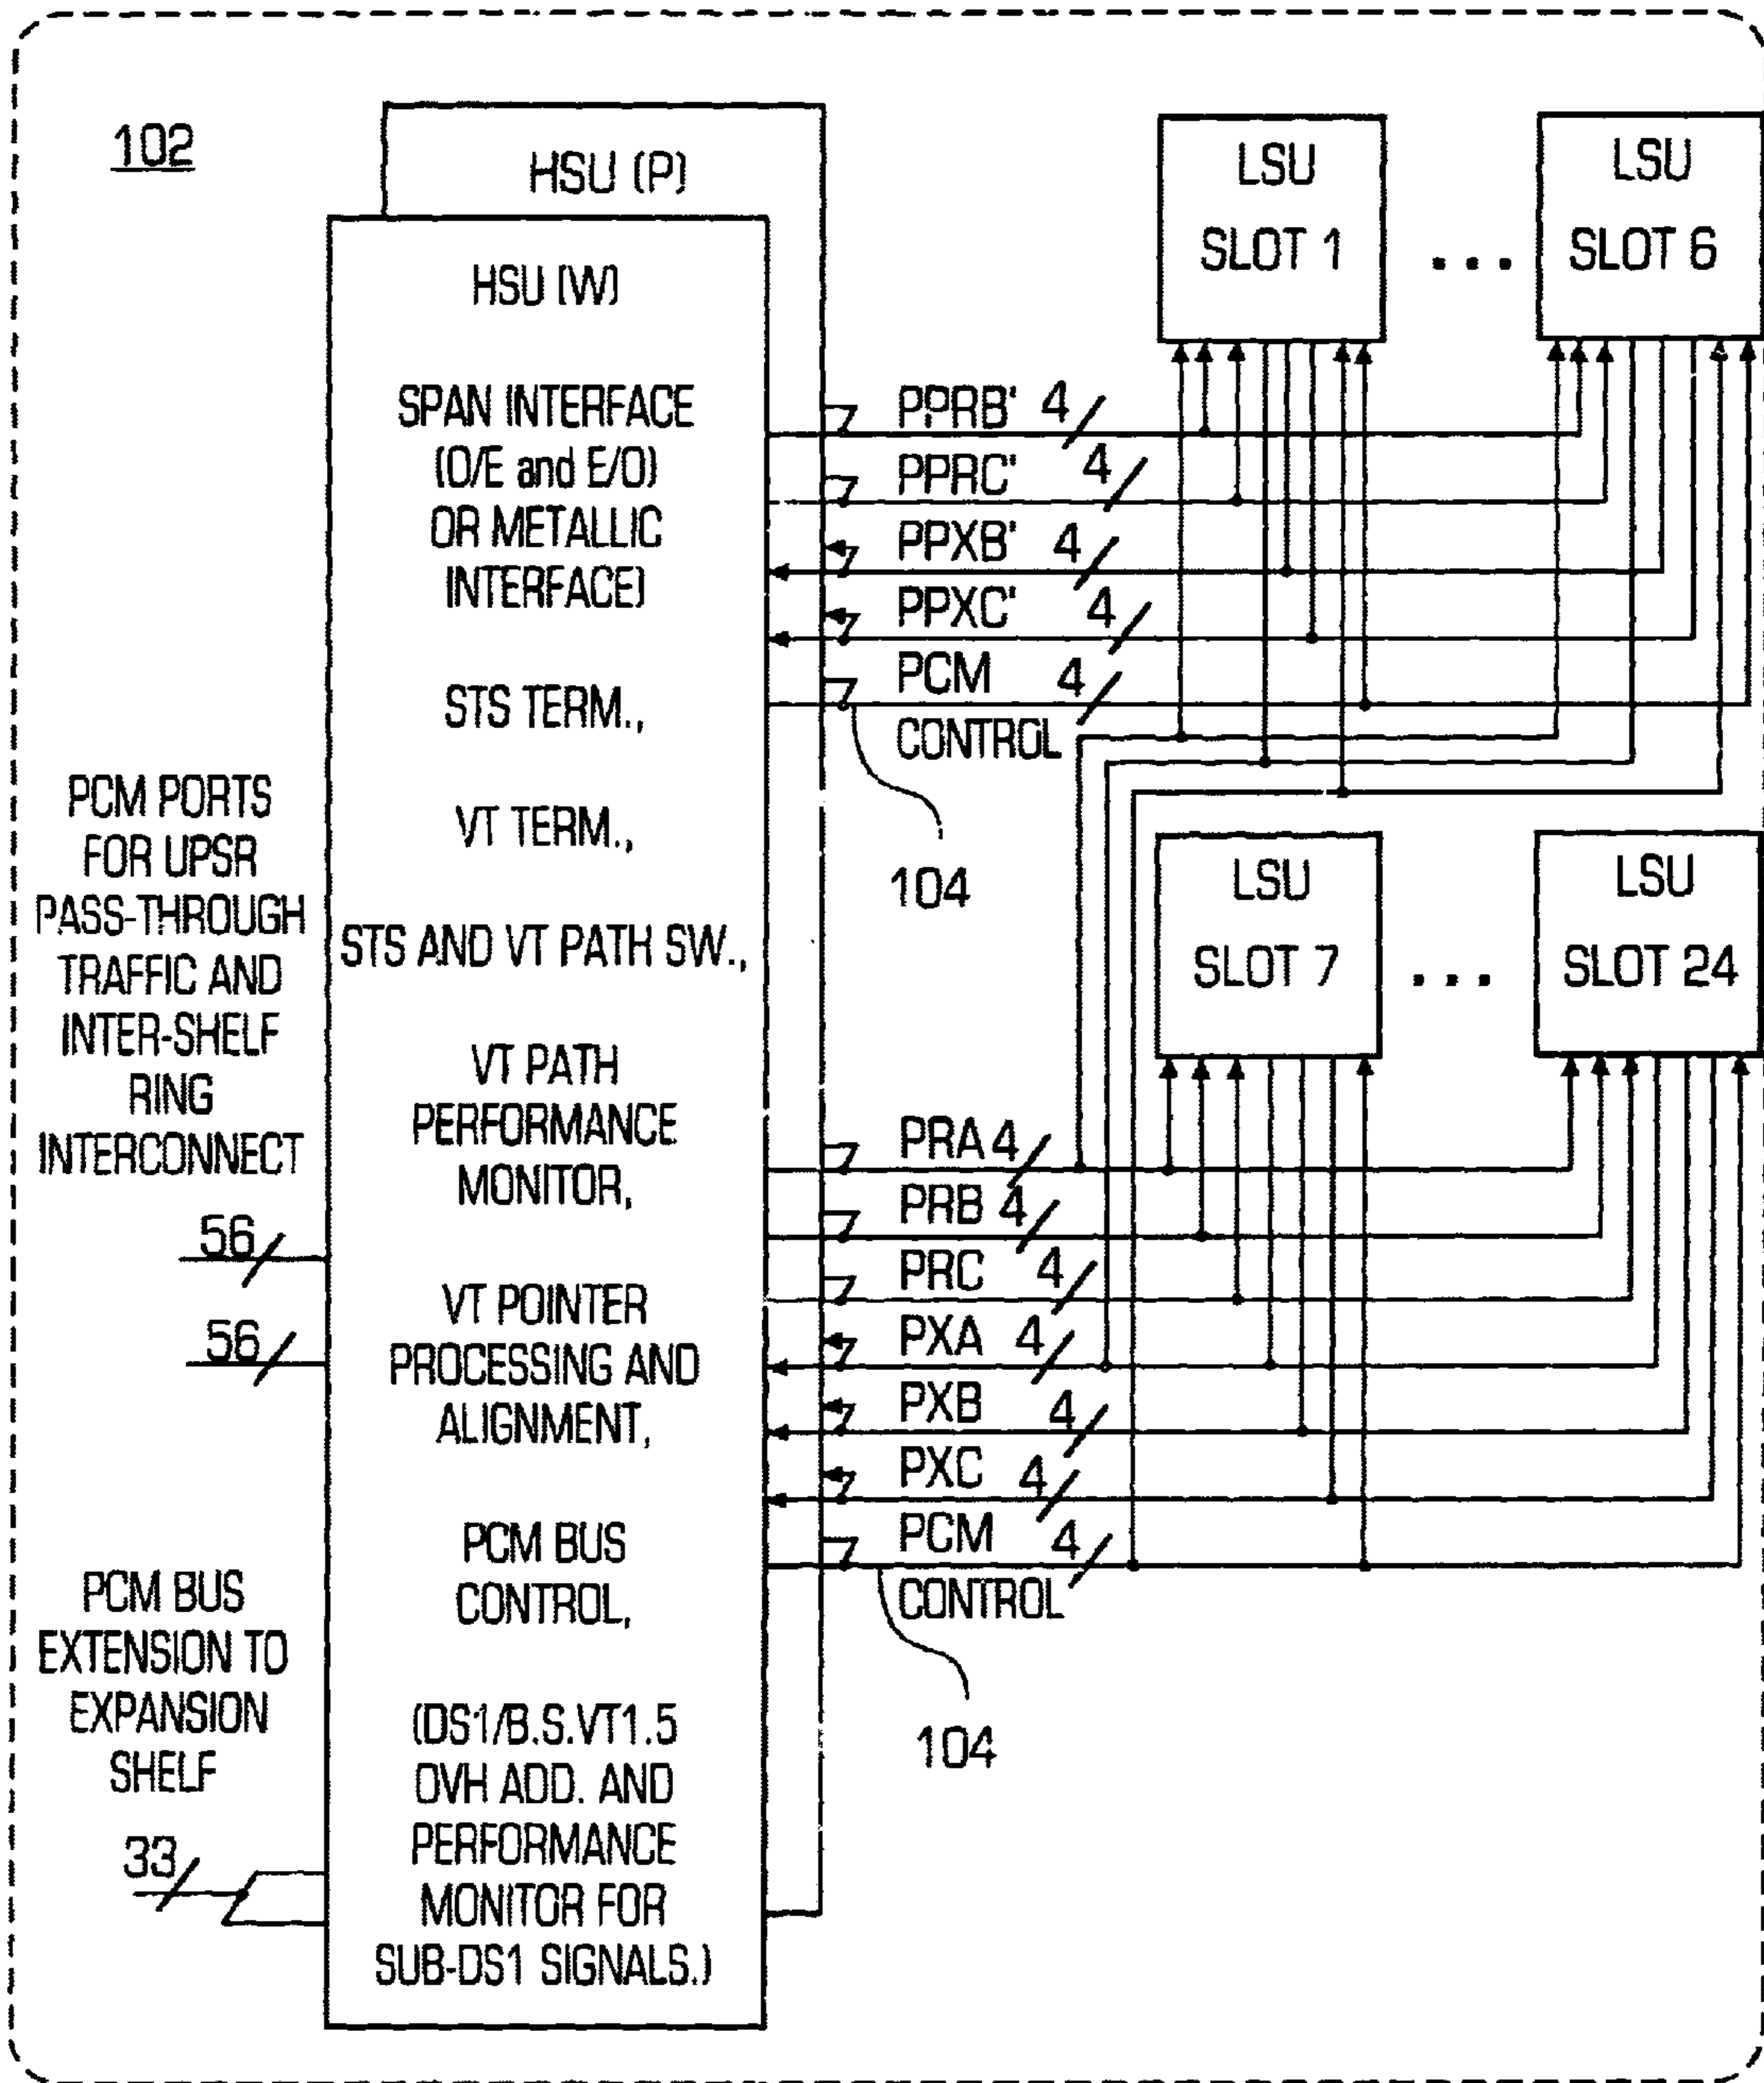 102
HSU (P)
HSU (W)
SPAN INTERFACE
(O/E and E/O)
OR METALLIC
INTERFACE)
STS TERM.,
VT TERM.,
STS AND VT PATH SW.,
VT PATH
PERFORMANCE
MONITOR,
VT POINTER
PROCESSING AND
ALIGNMENT,
PCM BUS
CONTROL,
(DS1/B.S.VT1.5
OVH ADD. AND
PERFORMANCE
MONITOR FOR
SUB-DS1 SIGNALS.)
PCM PORTS
FOR UPSR
PASS-THROUGH
TRAFFIC AND
INTER-SHELF
RING
INTERCONNECT
56
56
PCM BUS
EXTENSION TO
EXPANSION
SHELF
33
LSU
SLOT 1
...
LSU
SLOT 6
PPRB' 4
PPRC' 4
PPXB' 4
PPXC' 4
PCM 4
CONTROL
104
LSU
SLOT 7
...
LSU
SLOT 24
PRA 4
PRB 4
PRC 4
PXA 4
PXB 4
PXC 4
PCM 4
CONTROL
104